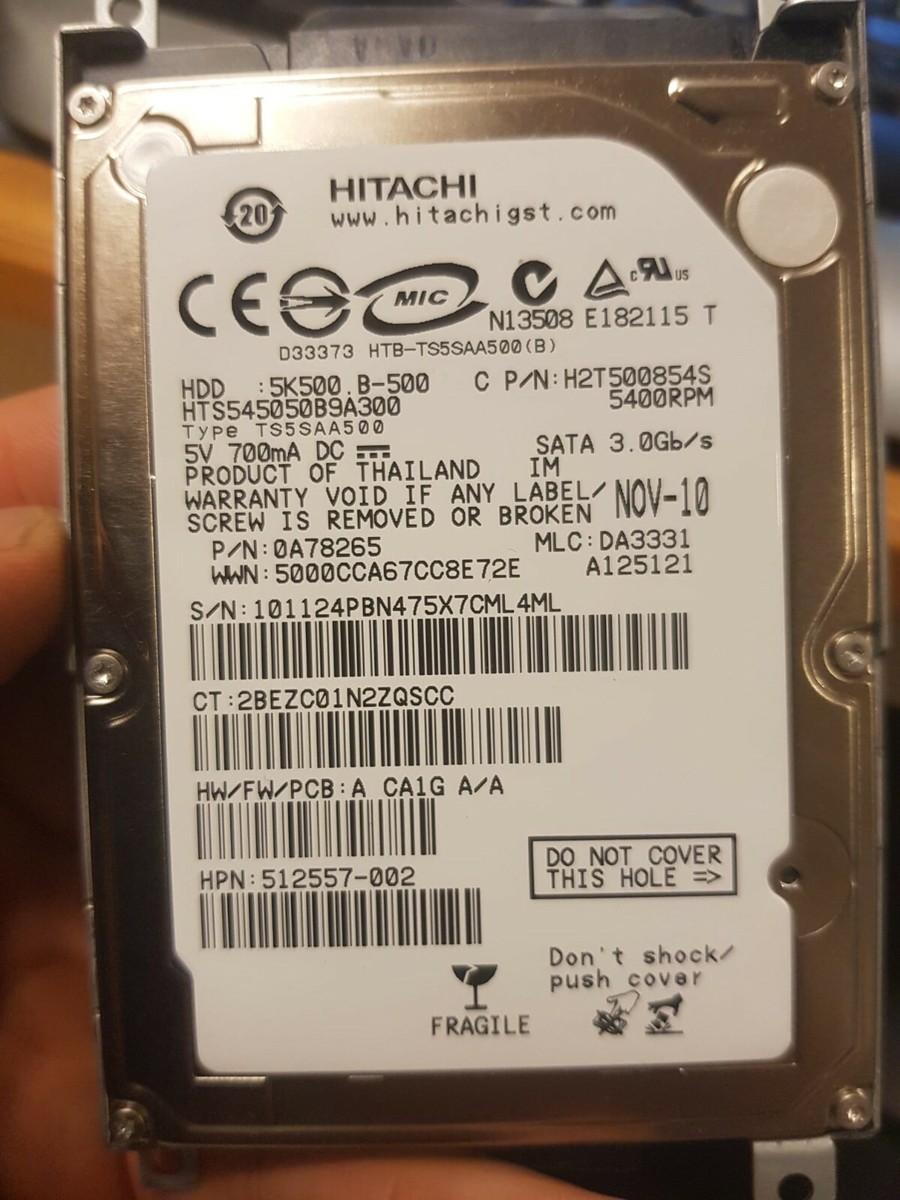 20
HITACHI
www.hitachigst.com
CE MIC c RU us
N13508 E182115 T
D33373 HTB-TS5SAA500(B)
HDD :5K500.B-500 C P/N:H2T500854S
HTS545050B9A300 5400RPM
Type TS5SAA500
5V 700mA DC SATA 3.0Gb/s
PRODUCT OF THAILAND IM
WARRANTY VOID IF ANY LABEL/ NOV-10
SCREW IS REMOVED OR BROKEN
P/N:0A78265 MLC:DA3331
WWN:5000CCA67CC8E72E A125121
S/N:101124PBN475X7CML4ML
CT:2BEZC01N2ZQSCC
HW/FW/PCB:A CA1G A/A
HPN:512557-002
DO NOT COVER
THIS HOLE =>
Don't shock/
push cover
FRAGILE